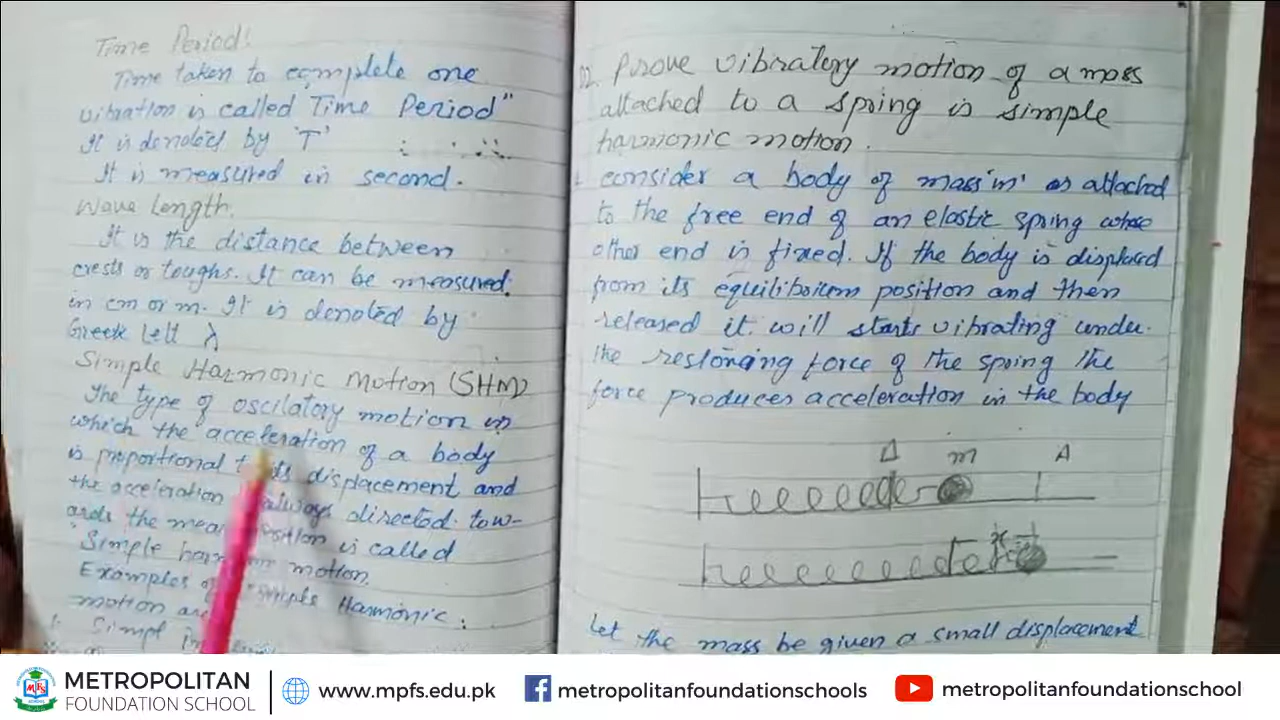 Time Period:
Time taken to complete one
vibration is called "Time Period"
It is denoted by 'T'
It is measured in second.
Wave Length.
It is the distance between
crests or toughs. It can be measured.
in cm or m. It is denoted by
Greek Lett λ
Simple Harmonic Motion (SHM)
The type of oscilatory motion in
which the acceleration of a body
is proportional displacement and
the acceleration always directed tow-
ards the mean position is called
Simple motion.
Examples of Simple Harmonic
motion are
Q2. Prove vibratory motion of a mass
attached to a spring is simple
harmonic motion.
consider a body of mass 'm' as attached
to the free end of an elastic spring whose
other end is fixed. If the body is displaced
from its equiliboium position and then
released it will starts vibrating under
the restoring force of the spring the
force produces acceleration in the body
m A
x
Let the mass be given a small displacement
METROPOLITAN
FOUNDATION SCHOOL
MFS
www.mpfs.edu.pk
metropolitanfoundationschools
metropolitanfoundationschool